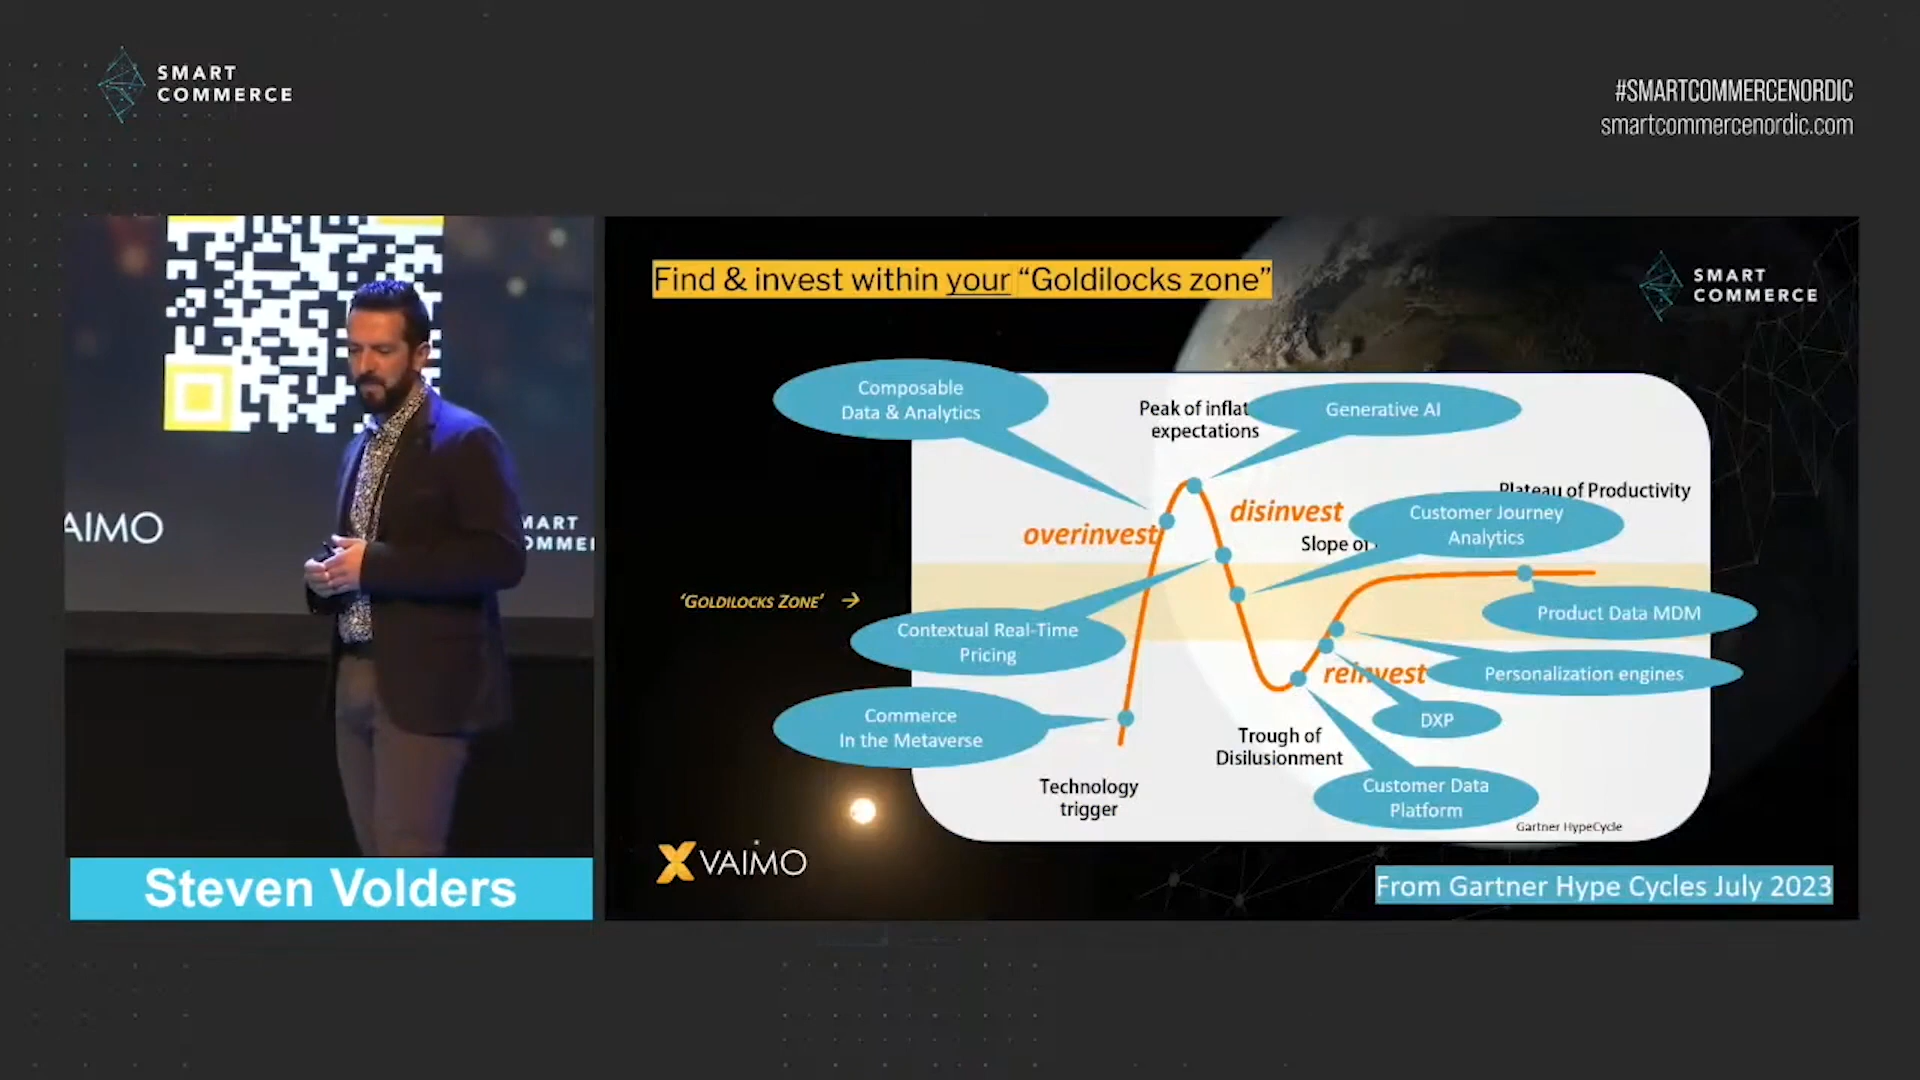 SMART
COMMERCE
#SMARTCOMMERCENORDIC
smartcommercenordic.com
AIMO
MART
OMME
Steven Volders
Find & invest within your “Goldilocks zone”
SMART
COMMERCE
Composable
Data & Analytics
Peak of inflat
expectations
Generative AI
Plateau of Productivity
overinvest
disinvest
Customer Journey
Analytics
Slope of
‘GOLDILOCKS ZONE’ →
Contextual Real-Time
Pricing
Product Data MDM
reinvest
Personalization engines
Commerce
In the Metaverse
DXP
Trough of
Disilusionment
Technology
trigger
Customer Data
Platform
Gartner HypeCycle
VAIMO
From Gartner Hype Cycles July 2023